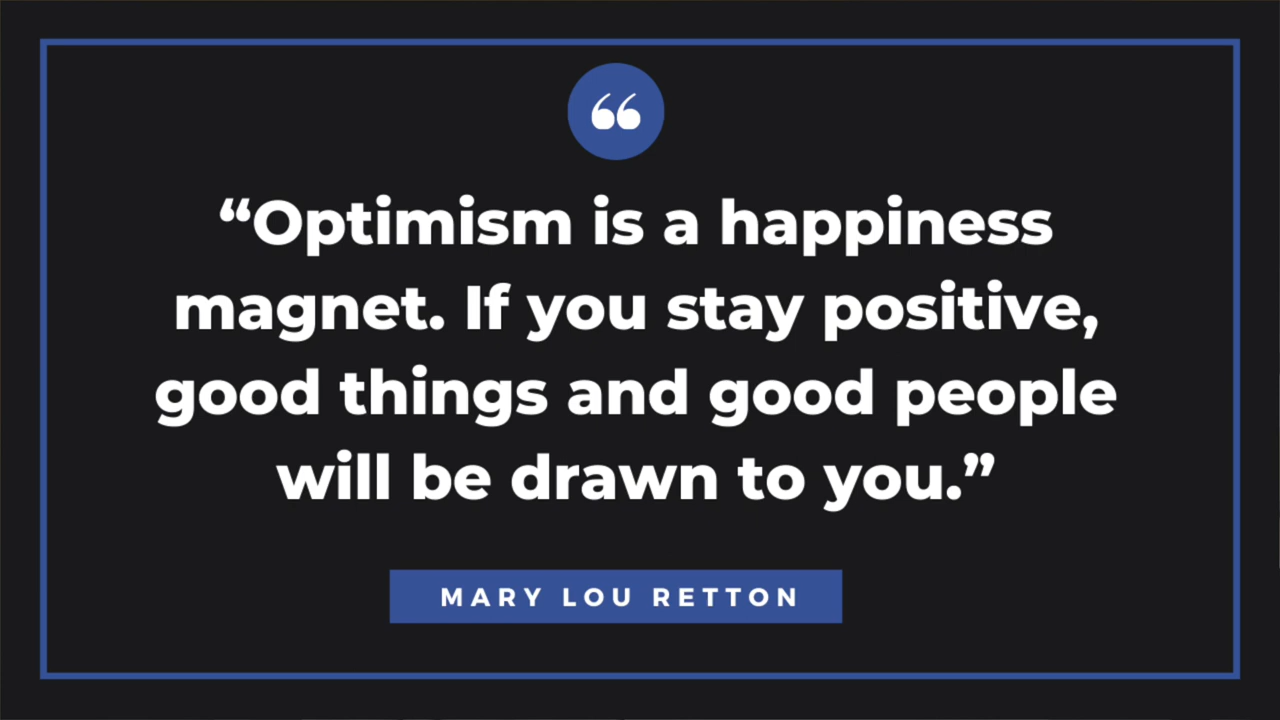 “
“Optimism is a happiness
magnet. If you stay positive,
good things and good people
will be drawn to you.”
MARY LOU RETTON